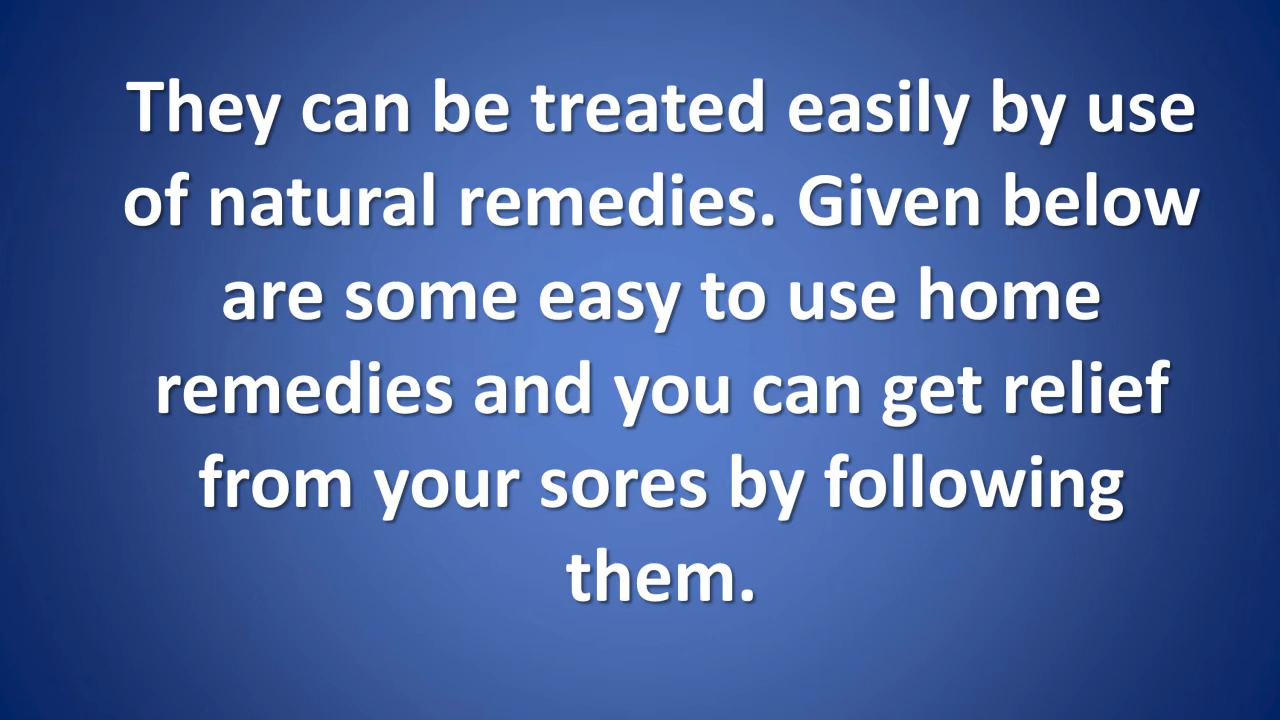 They can be treated easily by use
of natural remedies. Given below
are some easy to use home
remedies and you can get relief
from your sores by following
them.